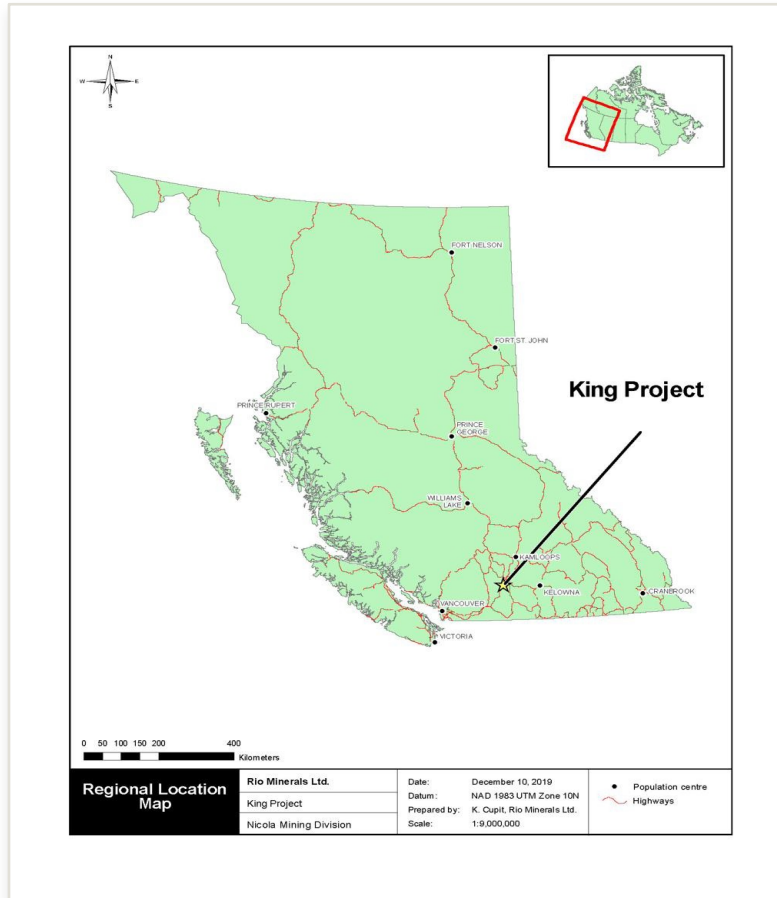 N
W E
S
FORT NELSON
FORT ST. JOHN
King Project
PRINCE RUPERT
PRINCE
GEORGE
WILLIAMS
LAKE
KAMLOOPS
KELOWNA
CRANBROOK
VANCOUVER
VICTORIA
0 50 100 150 200 400
Kilometers
Regional Location
Map
Rio Minerals Ltd.
King Project
Nicola Mining Division
Date: December 10, 2019
Datum: NAD 1983 UTM Zone 10N
Prepared by: K. Cupit, Rio Minerals Ltd.
Scale: 1:9,000,000
Population centre
Highways